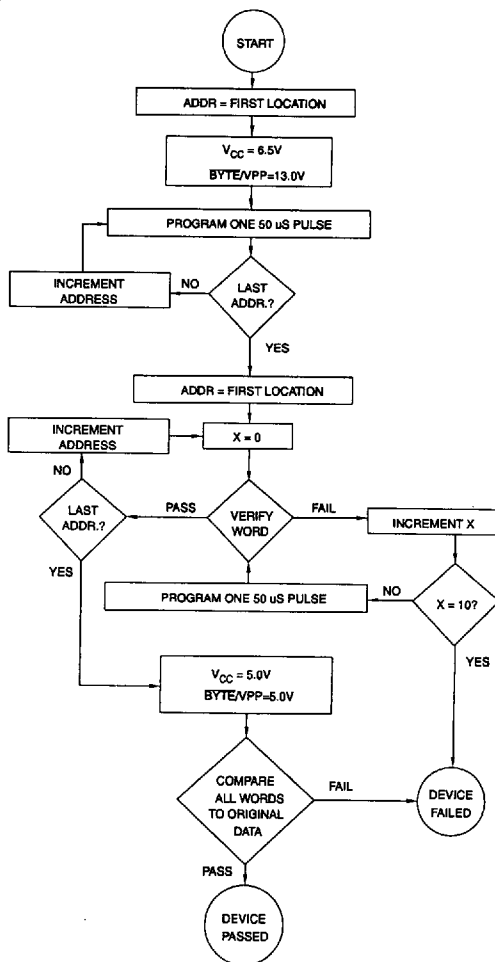 START
ADDR = FIRST LOCATION
VCC = 6.5V
BYTE/VPP=13.0V
PROGRAM ONE 50 uS PULSE
INCREMENT
ADDRESS
NO
LAST
ADDR.?
YES
ADDR = FIRST LOCATION
INCREMENT
ADDRESS
X = 0
NO
LAST
ADDR.?
PASS
VERIFY
WORD
FAIL
INCREMENT X
YES
PROGRAM ONE 50 uS PULSE
NO
X = 10?
YES
VCC = 5.0V
BYTE/VPP=5.0V
COMPARE
ALL WORDS
TO ORIGINAL
DATA
FAIL
DEVICE
FAILED
PASS
DEVICE
PASSED